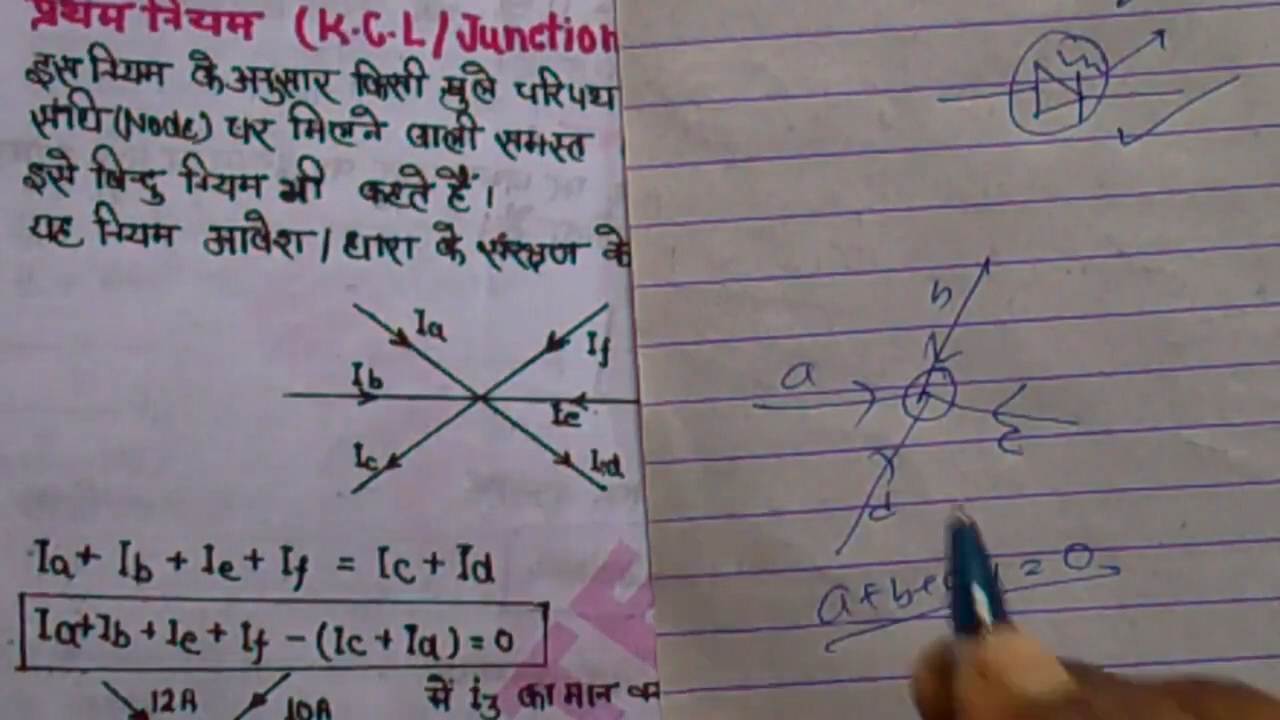 प्रथम नियम (K.C.L/Junction
इस नियम के अनुसार किसी खुले परिपथ
संधि (Node) पर मिलने वाली समस्त
इसे बिन्दु नियम भी कहते हैं।
यह नियम आवेश / धारा के संरक्षण के
Ia
If
Ib
Ie
Ic
Id
Ia + Ib + Ie + If = Ic + Id
Ia+Ib + Ie + If - (Ic + Ia) = 0
12A
10A
में i3 का मान
b
a
c
d
a+b+ = 0